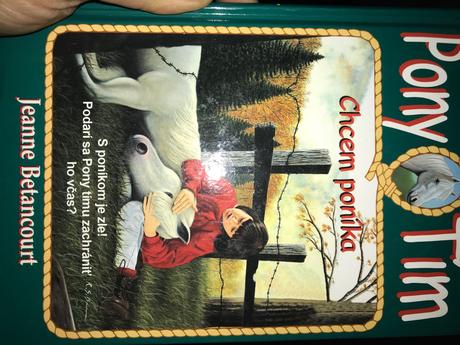 Pony Tím
Chcem poníka
S poníkom je zle!
Podarí sa Pony tímu zachrániť
ho včas?
Jeanne Betancourt